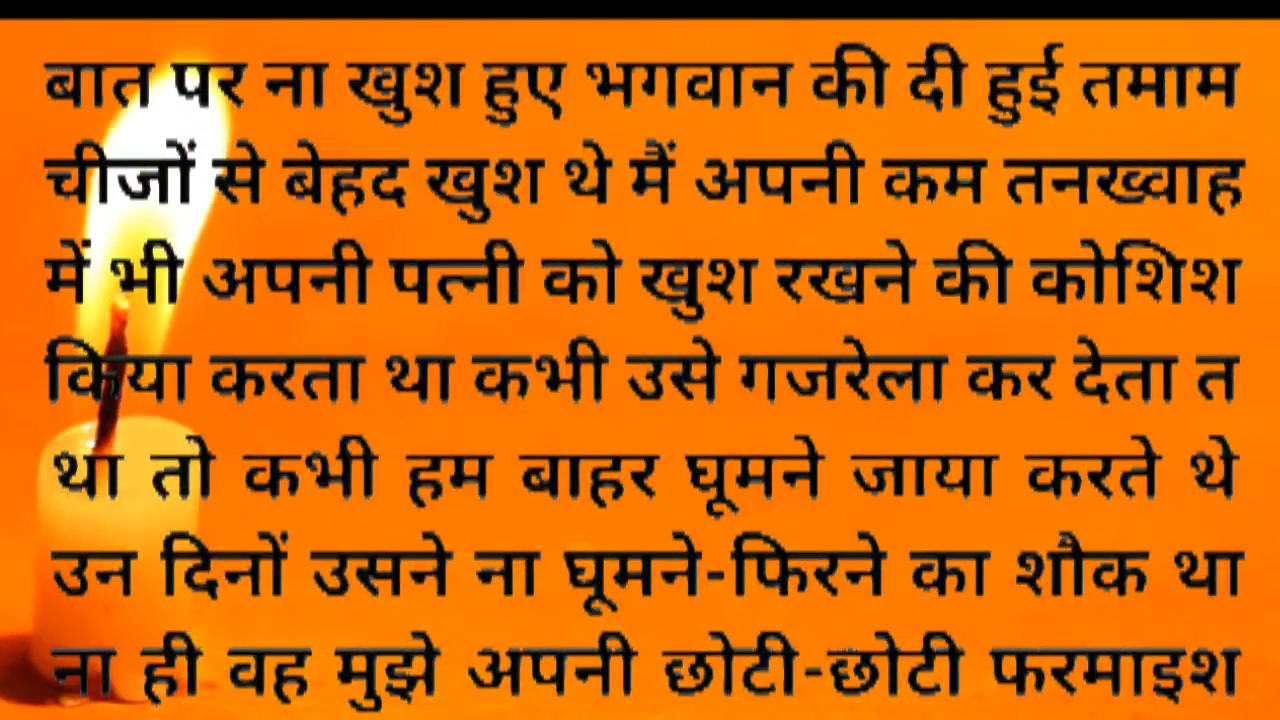 बात पर ना खुश हुए भगवान की दी हुई तमाम
चीजों से बेहद खुश थे मैं अपनी कम तनख्वाह
में भी अपनी पत्नी को खुश रखने की कोशिश
किया करता था कभी उसे गजरेला कर देता त
था तो कभी हम बाहर घूमने जाया करते थे
उन दिनों उसने ना घूमने-फिरने का शौक था
ना ही वह मुझे अपनी छोटी-छोटी फरमाइश